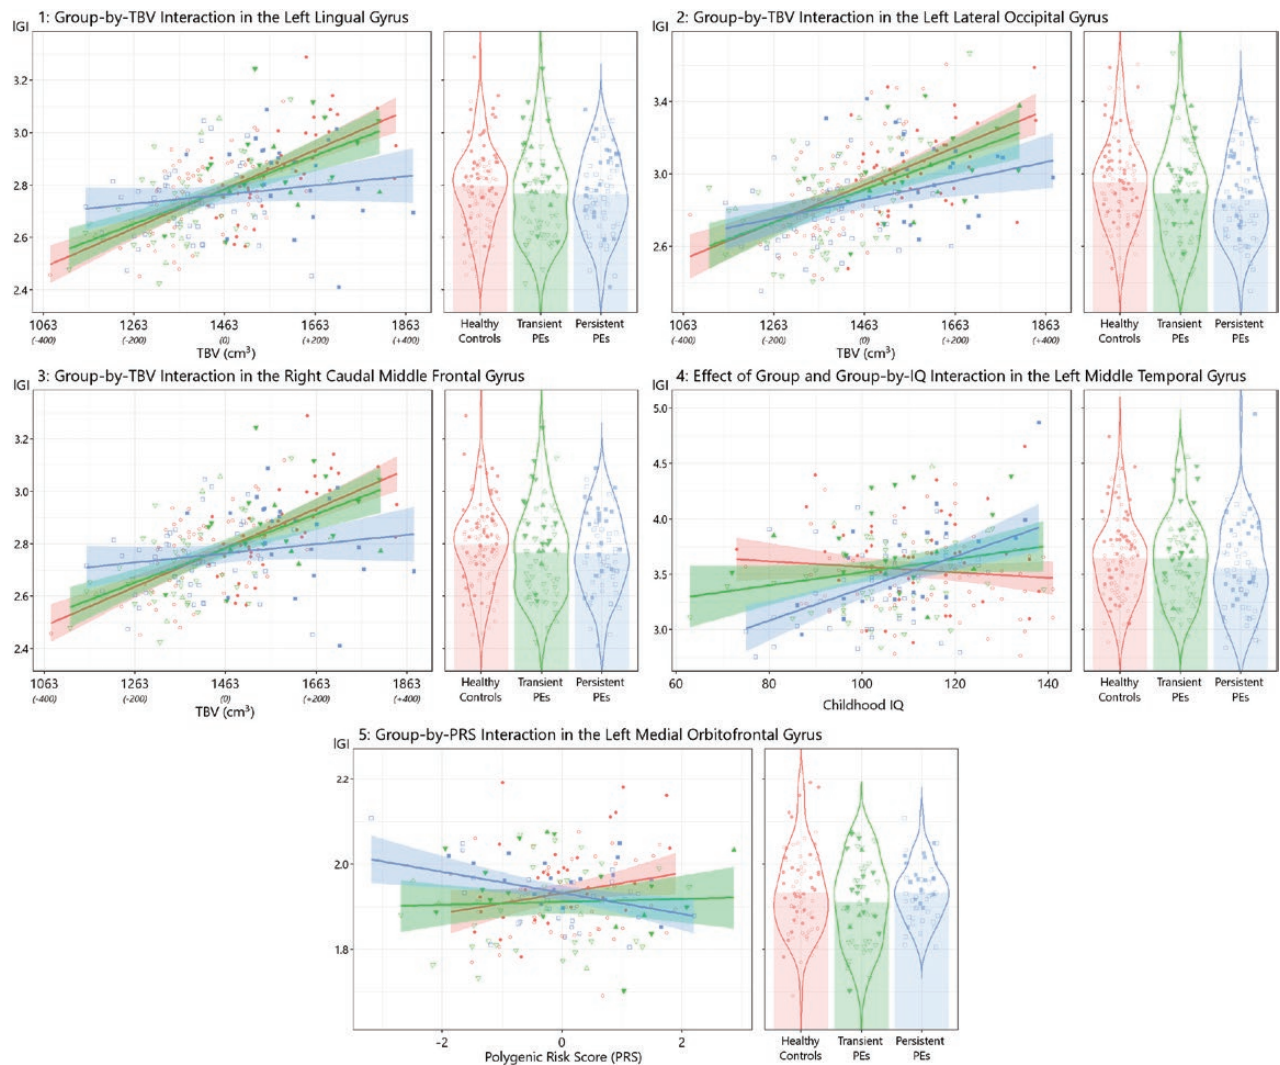 1: Group-by-TBV Interaction in the Left Lingual Gyrus
lGI
3.2
3.0
2.8
2.6
2.4
1063 1263 1463 1663 1863
(-400) (-200) (0) (+200) (+400)
TBV (cm³)
Healthy Controls
Transient PEs
Persistent PEs
2: Group-by-TBV Interaction in the Left Lateral Occipital Gyrus
lGI
3.4
3.0
2.6
1063 1263 1463 1663 1863
(-400) (-200) (0) (+200) (+400)
TBV (cm³)
Healthy Controls
Transient PEs
Persistent PEs
3: Group-by-TBV Interaction in the Right Caudal Middle Frontal Gyrus
lGI
3.2
3.0
2.8
2.6
2.4
1063 1263 1463 1663 1863
(-400) (-200) (0) (+200) (+400)
TBV (cm³)
Healthy Controls
Transient PEs
Persistent PEs
4: Effect of Group and Group-by-IQ Interaction in the Left Middle Temporal Gyrus
lGI
5.0
4.5
4.0
3.5
3.0
60 80 100 120 140
Childhood IQ
Healthy Controls
Transient PEs
Persistent PEs
5: Group-by-PRS Interaction in the Left Medial Orbitofrontal Gyrus
lGI
2.2
2.0
1.8
-2 0 2
Polygenic Risk Score (PRS)
Healthy Controls
Transient PEs
Persistent PEs